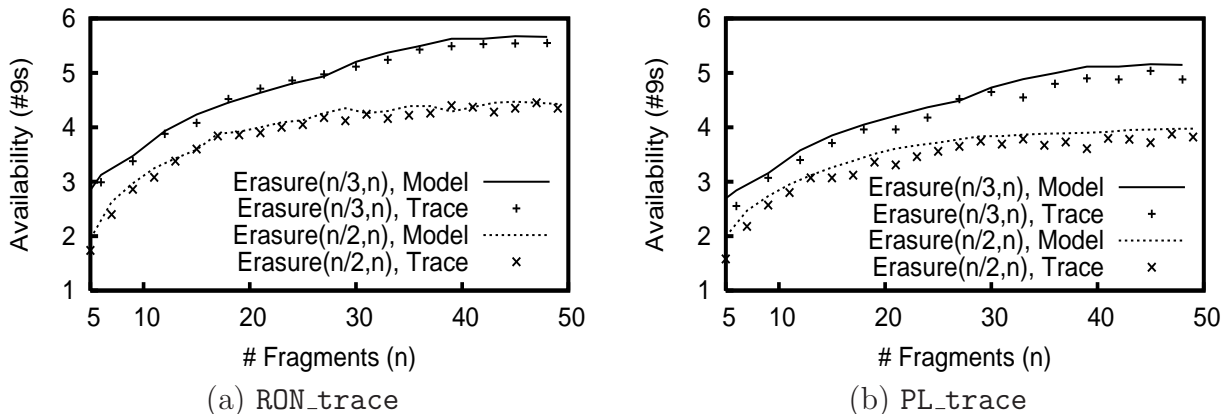 Availability (#9s)
6
5
4
3
2
1
Erasure(n/3,n), Model
Erasure(n/3,n), Trace
Erasure(n/2,n), Model
Erasure(n/2,n), Trace
5 10 20 30 40 50
# Fragments (n)
(a) RON_trace
Availability (#9s)
6
5
4
3
2
1
Erasure(n/3,n), Model
Erasure(n/3,n), Trace
Erasure(n/2,n), Model
Erasure(n/2,n), Trace
5 10 20 30 40 50
# Fragments (n)
(b) PL_trace